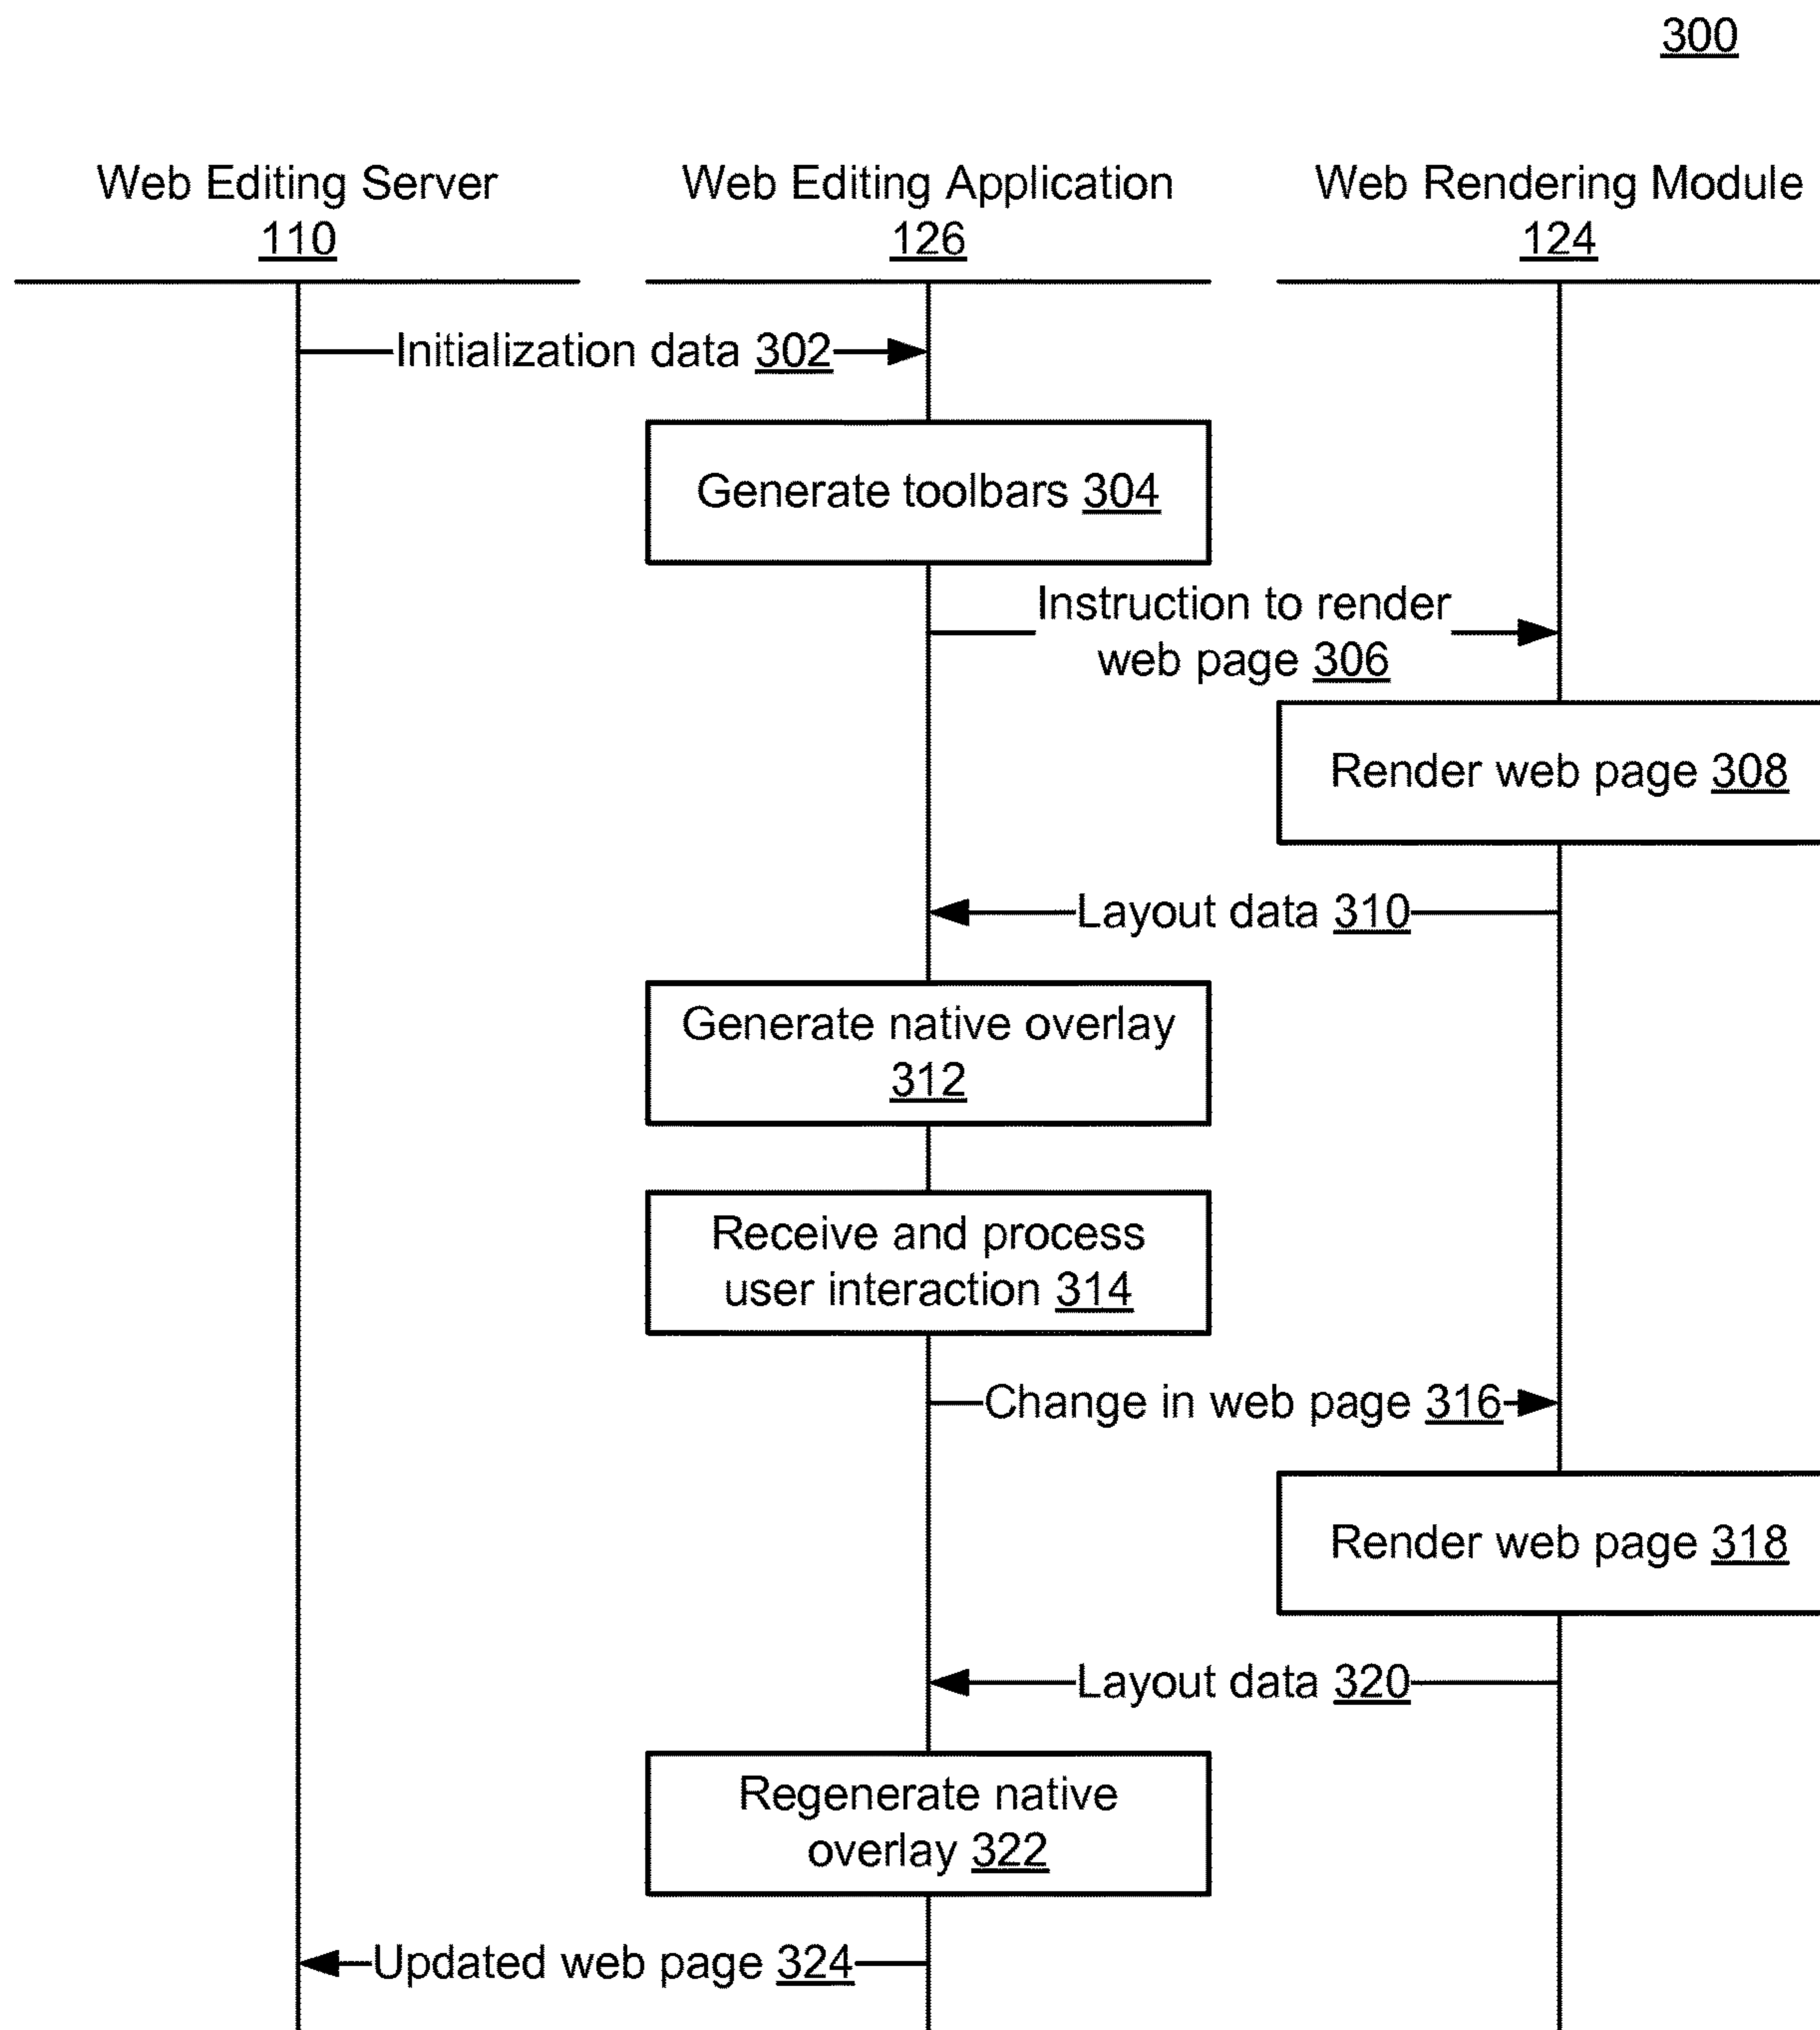 300
Web Editing Server
110
Web Editing Application
126
Web Rendering Module
124
Initialization data 302
Generate toolbars 304
Instruction to render
web page 306
Render web page 308
Layout data 310
Generate native overlay
312
Receive and process
user interaction 314
Change in web page 316
Render web page 318
Layout data 320
Regenerate native
overlay 322
Updated web page 324